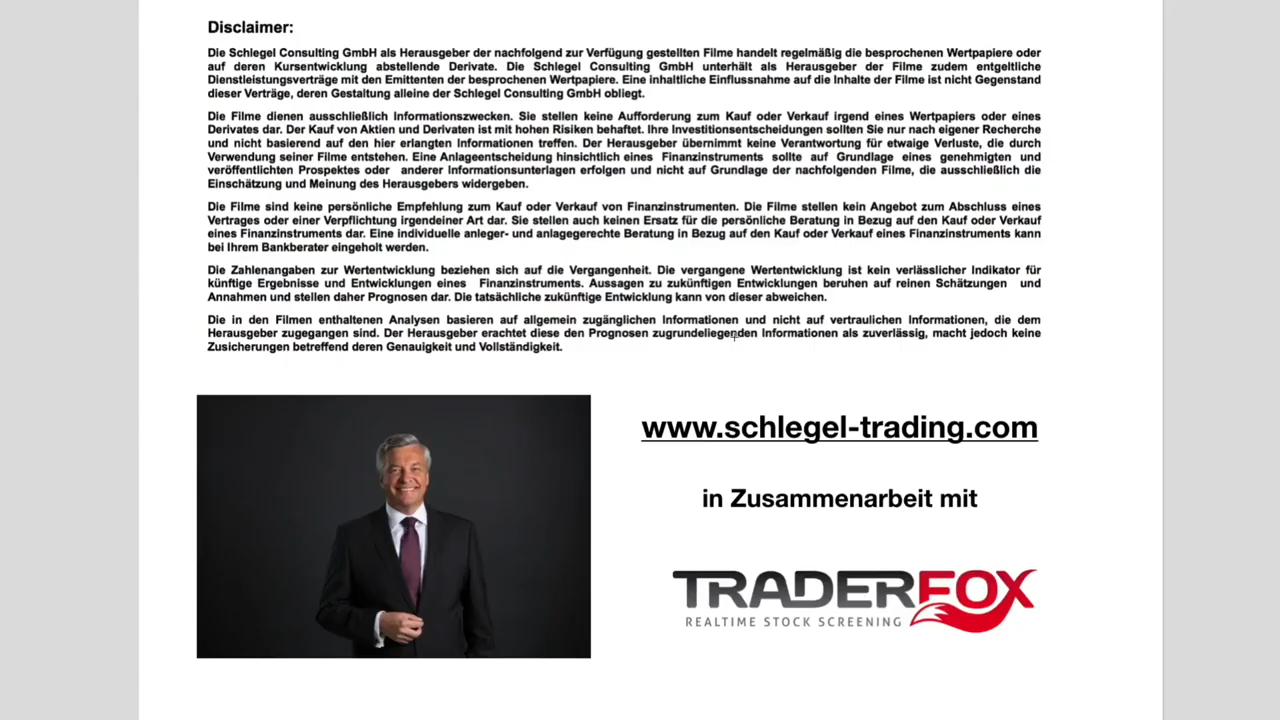 Disclaimer:
Die Schlegel Consulting GmbH als Herausgeber der nachfolgend zur Verfügung gestellten Filme handelt regelmäßig die besprochenen Wertpapiere oder
auf deren Kursentwicklung abstellende Derivate. Die Schlegel Consulting GmbH unterhält als Herausgeber der Filme zudem entgeltliche
Dienstleistungsverträge mit den Emittenten der besprochenen Wertpapiere. Eine inhaltliche Einflussnahme auf die Inhalte der Filme ist nicht Gegenstand
dieser Verträge, deren Gestaltung alleine der Schlegel Consulting GmbH obliegt.
Die Filme dienen ausschließlich Informationszwecken. Sie stellen keine Aufforderung zum Kauf oder Verkauf irgend eines Wertpapiers oder eines
Derivates dar. Der Kauf von Aktien und Derivaten ist mit hohen Risiken behaftet. Ihre Investitionsentscheidungen sollten Sie nur nach eigener Recherche
und nicht basierend auf den hier erlangten Informationen treffen. Der Herausgeber übernimmt keine Verantwortung für etwaige Verluste, die durch
Verwendung seiner Filme entstehen. Eine Anlageentscheidung hinsichtlich eines Finanzinstruments sollte auf Grundlage eines genehmigten und
veröffentlichten Prospektes oder anderer Informationsunterlagen erfolgen und nicht auf Grundlage der nachfolgenden Filme, die ausschließlich die
Einschätzung und Meinung des Herausgebers widergeben.
Die Filme sind keine persönliche Empfehlung zum Kauf oder Verkauf von Finanzinstrumenten. Die Filme stellen kein Angebot zum Abschluss eines
Vertrages oder einer Verpflichtung irgendeiner Art dar. Sie stellen auch keinen Ersatz für die persönliche Beratung in Bezug auf den Kauf oder Verkauf
eines Finanzinstruments dar. Eine individuelle anleger- und anlagegerechte Beratung in Bezug auf den Kauf oder Verkauf eines Finanzinstruments kann
bei Ihrem Bankberater eingeholt werden.
Die Zahlenangaben zur Wertentwicklung beziehen sich auf die Vergangenheit. Die vergangene Wertentwicklung ist kein verlässlicher Indikator für
künftige Ergebnisse und Entwicklungen eines Finanzinstruments. Aussagen zu zukünftigen Entwicklungen beruhen auf reinen Schätzungen und
Annahmen und stellen daher Prognosen dar. Die tatsächliche zukünftige Entwicklung kann von dieser abweichen.
Die in den Filmen enthaltenen Analysen basieren auf allgemein zugänglichen Informationen und nicht auf vertraulichen Informationen, die dem
Herausgeber zugegangen sind. Der Herausgeber erachtet diese den Prognosen zugrundeliegenden Informationen als zuverlässig, macht jedoch keine
Zusicherungen betreffend deren Genauigkeit und Vollständigkeit.
www.schlegel-trading.com
in Zusammenarbeit mit
TRADERFOX
REALTIME STOCK SCREENING